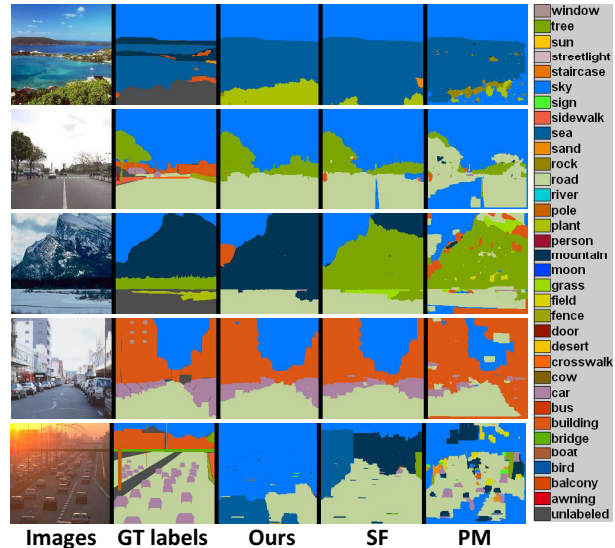 window
tree
sun
streetlight
staircase
sky
sign
sidewalk
sea
sand
rock
road
river
pole
plant
person
mountain
moon
grass
field
fence
door
desert
crosswalk
cow
car
bus
building
bridge
boat
bird
balcony
awning
unlabeled
Images GT labels Ours SF PM